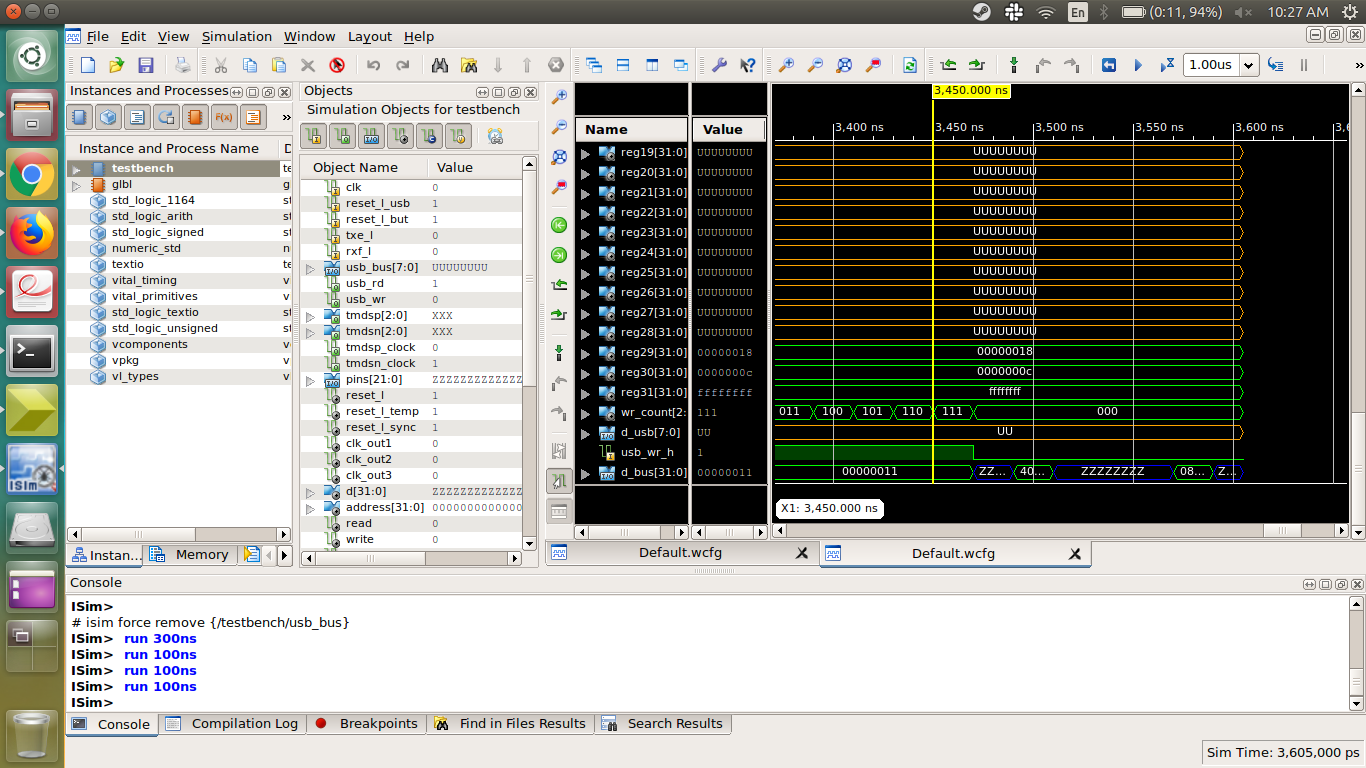 En (0:11, 94%) 10:27 AM
File Edit View Simulation Window Layout Help
1.00us
Instances and Processes
Instance and Process Name
testbench
glbl
std_logic_1164
std_logic_arith
std_logic_signed
numeric_std
textio
vital_timing
vital_primitives
std_logic_textio
std_logic_unsigned
vcomponents
vpkg
vl_types
Instan... Memory
Objects
Simulation Objects for testbench
Object Name Value
clk 0
reset_l_usb 1
reset_l_but 1
txe_l 0
rxf_l 0
usb_bus[7:0] UUUUUUUU
usb_rd 1
usb_wr 0
tmdsp[2:0] XXX
tmdsn[2:0] XXX
tmdsp_clock 0
tmdsn_clock 1
pins[21:0] ZZZZZZZZZZZZZ
reset_l 1
reset_l_temp 1
reset_l_sync 1
clk_out1 0
clk_out2 0
clk_out3 0
d[31:0] ZZZZZZZZZZZZZ
address[31:0] 0000000000000
read 0
write 0
3,450.000 ns
Name Value
3,400 ns 3,450 ns 3,500 ns 3,550 ns 3,600 ns
reg19[31:0] UUUUUUUU UUUUUUUU
reg20[31:0] UUUUUUUU UUUUUUUU
reg21[31:0] UUUUUUUU UUUUUUUU
reg22[31:0] UUUUUUUU UUUUUUUU
reg23[31:0] UUUUUUUU UUUUUUUU
reg24[31:0] UUUUUUUU UUUUUUUU
reg25[31:0] UUUUUUUU UUUUUUUU
reg26[31:0] UUUUUUUU UUUUUUUU
reg27[31:0] UUUUUUUU UUUUUUUU
reg28[31:0] UUUUUUUU UUUUUUUU
reg29[31:0] 00000018 00000018
reg30[31:0] 0000000c 0000000c
reg31[31:0] ffffffff ffffffff
wr_count[2: 111 011 100 101 110 111 000
d_usb[7:0] UU UU
usb_wr_h 1
d_bus[31:0] 00000011 00000011 ZZ... 40... ZZZZZZZZ 08... Z...
X1: 3,450.000 ns
Default.wcfg Default.wcfg
Console
ISim>
# isim force remove {/testbench/usb_bus}
ISim> run 300ns
ISim> run 100ns
ISim> run 100ns
ISim> run 100ns
ISim>
Console Compilation Log Breakpoints Find in Files Results Search Results
Sim Time: 3,605,000 ps